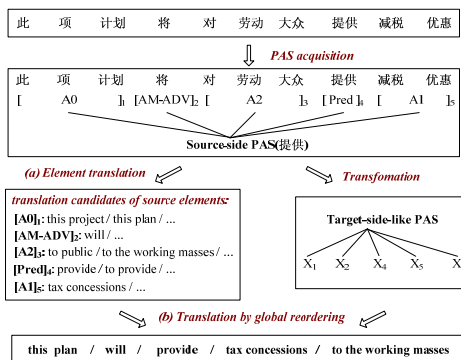 此 项 计划 将 对 劳动 大众 提供 减税 优惠
PAS acquisition
此 项 计划 将 对 劳动 大众 提供 减税 优惠
[ A0 ]1 [AM-ADV]2 [ A2 ]3 [Pred]4 [ A1 ]5
Source-side PAS(提供)
(a) Element translation
Transfomation
translation candidates of source elements:
[A0]1: this project / this plan / ...
[AM-ADV]2: will / ...
[A2]3: to public / to the working masses / ...
[Pred]4: provide / to provide / ...
[A1]5: tax concessions / ...
Target-side-like PAS
X1 X2 X4 X5 X
(b) Translation by global reordering
this plan / will / provide / tax concessions / to the working masses